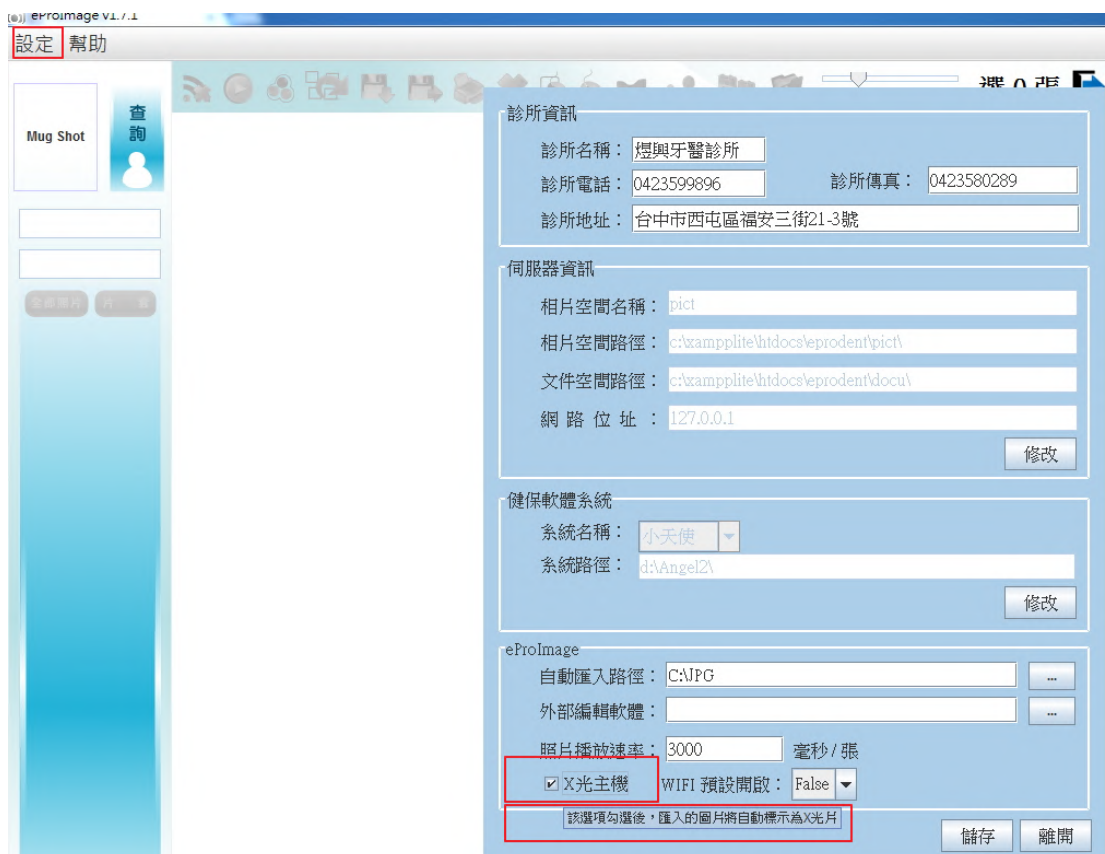 eProImage v1.7.1
設定 幫助
Mug Shot
查詢
選 0 張
診所資訊
診所名稱： 煜興牙醫診所
診所電話： 0423599896 診所傳真： 0423580289
診所地址： 台中市西屯區福安三街21-3號
伺服器資訊
相片空間名稱： pict
相片空間路徑： c:\xampplite\htdocs\eprodent\pict\
文件空間路徑： c:\xampplite\htdocs\eprodent\docu\
網 路 位 址 ： 127.0.0.1
修改
健保軟體系統
系統名稱： 小天使
系統路徑： d:\Angel2\
修改
eProImage
自動匯入路徑： C:\JPG ...
外部編輯軟體： ...
照片播放速率： 3000 毫秒 / 張
X光主機 WIFI 預設開啟： False
該選項勾選後，匯入的圖片將自動標示為X光片
儲存 離開